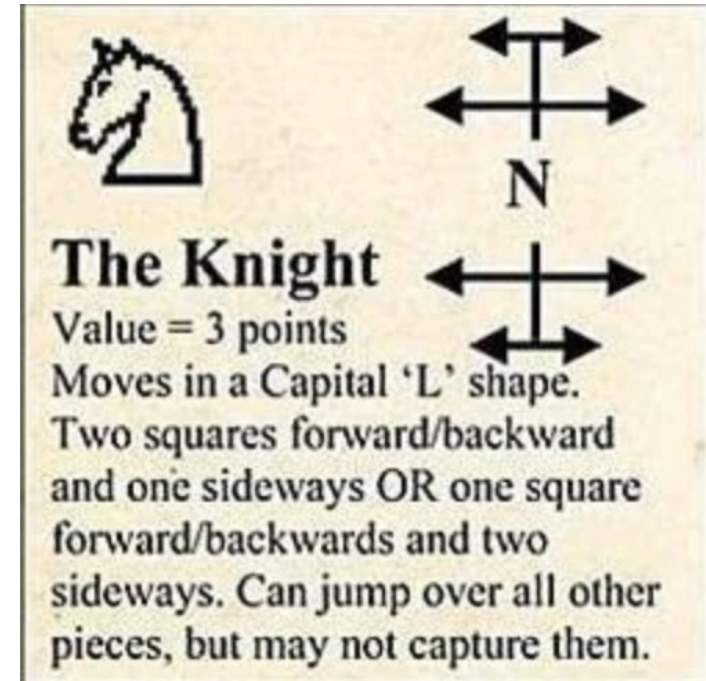 N
The Knight
Value = 3 points
Moves in a Capital ‘L’ shape.
Two squares forward/backward
and one sideways OR one square
forward/backwards and two
sideways. Can jump over all other
pieces, but may not capture them.